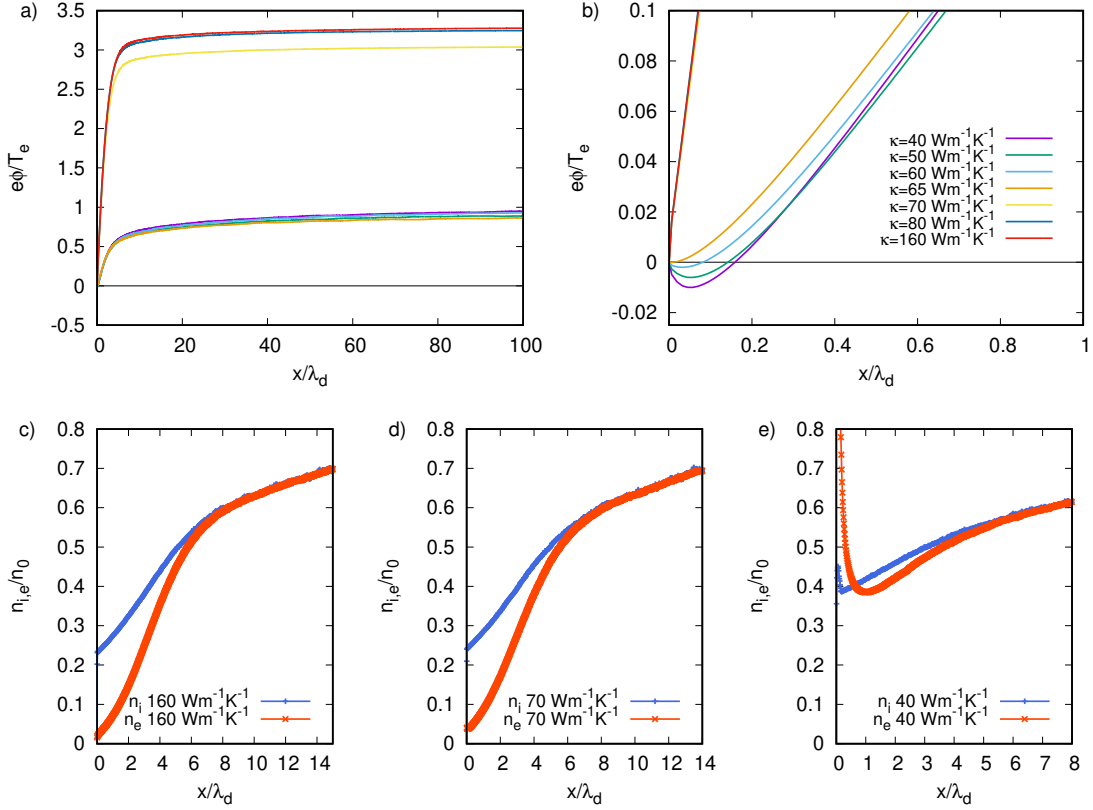 a)
3.5
3
2.5
2
1.5
1
0.5
0
-0.5
eϕ/T_e
0 20 40 60 80 100
x/λ_d
b)
0.1
0.08
0.06
0.04
0.02
0
-0.02
eϕ/T_e
κ=40 Wm⁻¹K⁻¹
κ=50 Wm⁻¹K⁻¹
κ=60 Wm⁻¹K⁻¹
κ=65 Wm⁻¹K⁻¹
κ=70 Wm⁻¹K⁻¹
κ=80 Wm⁻¹K⁻¹
κ=160 Wm⁻¹K⁻¹
0 0.2 0.4 0.6 0.8 1
x/λ_d
c)
0.8
0.7
0.6
0.5
0.4
0.3
0.2
0.1
0
n_i,e/n_0
n_i 160 Wm⁻¹K⁻¹
n_e 160 Wm⁻¹K⁻¹
0 2 4 6 8 10 12 14
x/λ_d
d)
0.8
0.7
0.6
0.5
0.4
0.3
0.2
0.1
0
n_i,e/n_0
n_i 70 Wm⁻¹K⁻¹
n_e 70 Wm⁻¹K⁻¹
0 2 4 6 8 10 12 14
x/λ_d
e)
0.8
0.7
0.6
0.5
0.4
0.3
0.2
0.1
0
n_i,e/n_0
n_i 40 Wm⁻¹K⁻¹
n_e 40 Wm⁻¹K⁻¹
0 1 2 3 4 5 6 7 8
x/λ_d